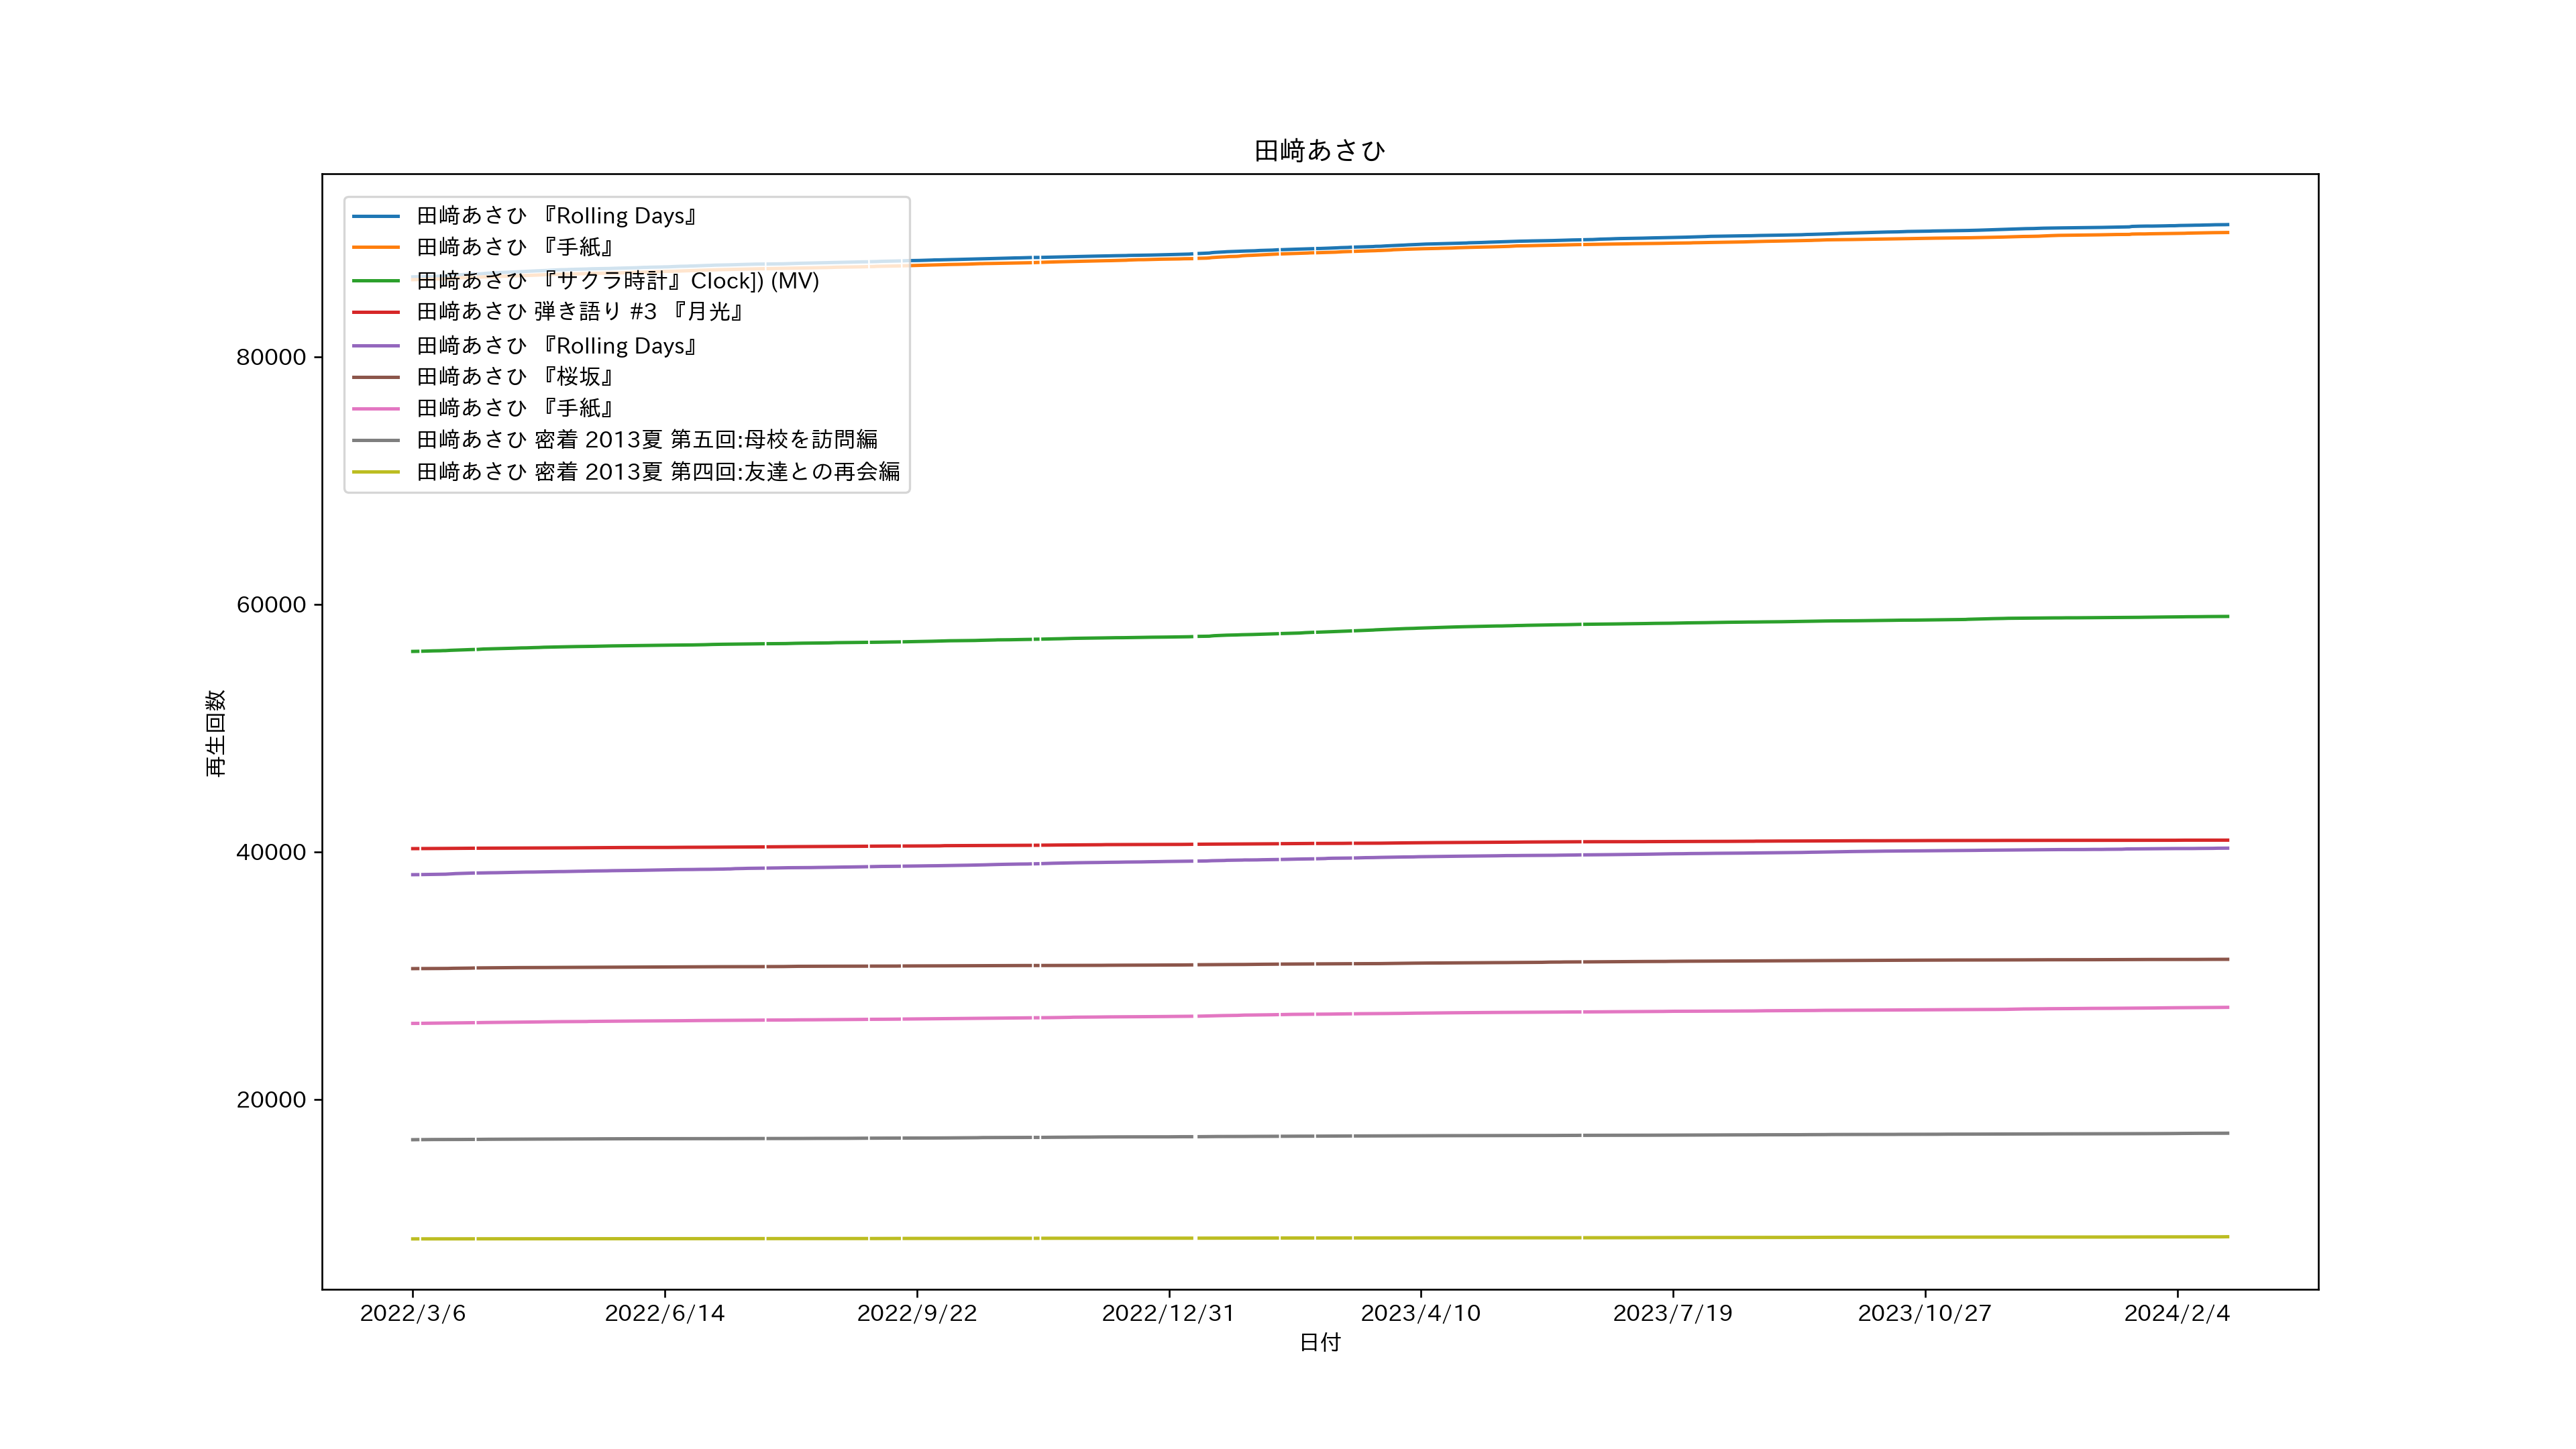 田﨑あさひ
田﨑あさひ 『Rolling Days』
田﨑あさひ 『手紙』
田﨑あさひ 『サクラ時計』Clock]) (MV)
田﨑あさひ 弾き語り #3 『月光』
田﨑あさひ 『Rolling Days』
田﨑あさひ 『桜坂』
田﨑あさひ 『手紙』
田﨑あさひ 密着 2013夏 第五回:母校を訪問編
田﨑あさひ 密着 2013夏 第四回:友達との再会編
80000
60000
40000
20000
再生回数
2022/3/6 2022/6/14 2022/9/22 2022/12/31 2023/4/10 2023/7/19 2023/10/27 2024/2/4
日付